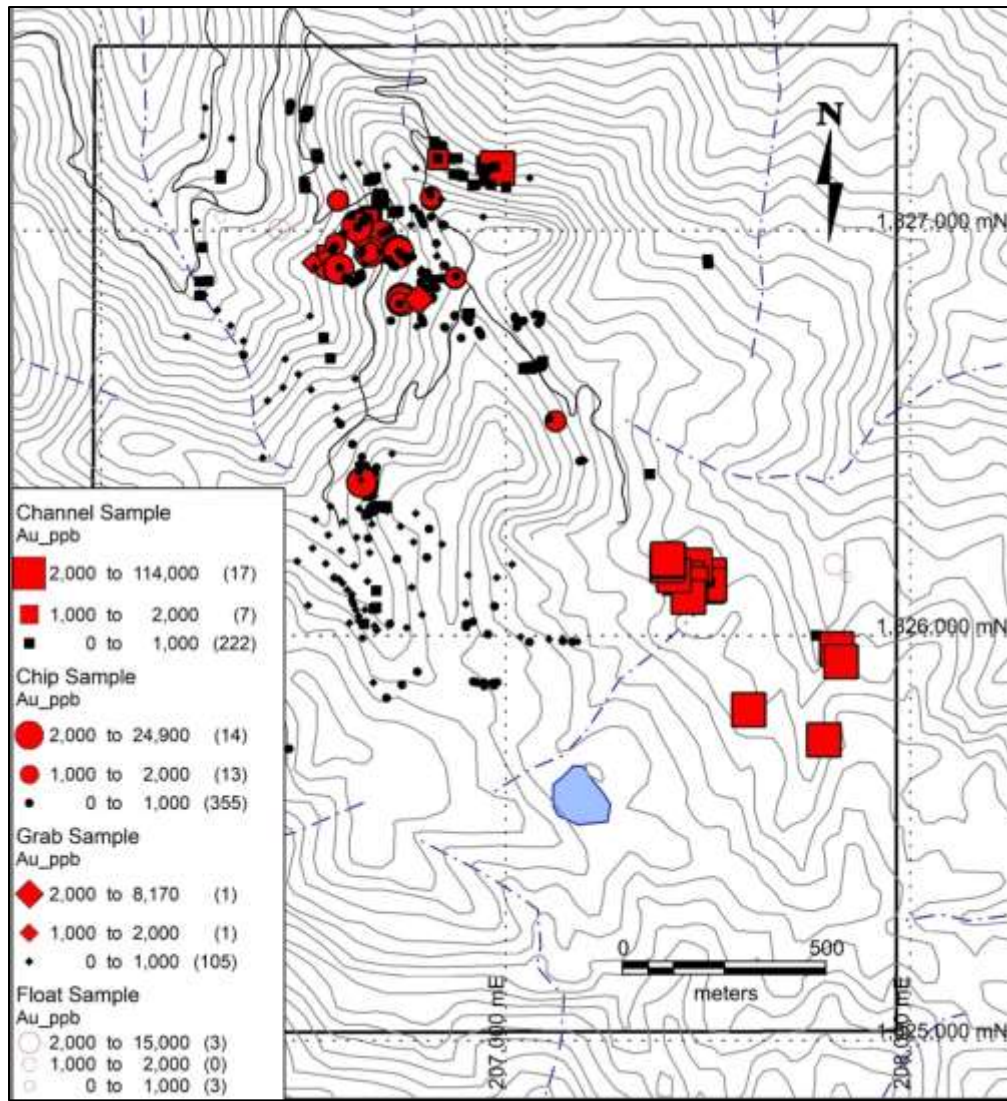 N
1,827,000 mN
Channel Sample
Au_ppb
2,000 to 114,000 (17)
1,000 to 2,000 (7)
0 to 1,000 (222)
Chip Sample
Au_ppb
2,000 to 24,900 (14)
1,000 to 2,000 (13)
0 to 1,000 (355)
Grab Sample
Au_ppb
2,000 to 8,170 (1)
1,000 to 2,000 (1)
0 to 1,000 (105)
Float Sample
Au_ppb
2,000 to 15,000 (3)
1,000 to 2,000 (0)
0 to 1,000 (3)
1,826,000 mN
0 500
meters
207,000 mE
208,000 mE
1,825,000 mN